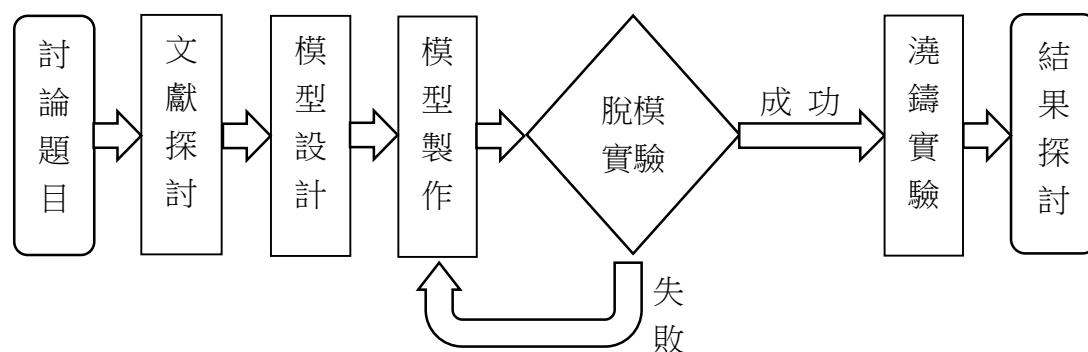 討論題目
文獻探討
模型設計
模型製作
脫模
實驗
成功
失敗
澆鑄實驗
結果探討